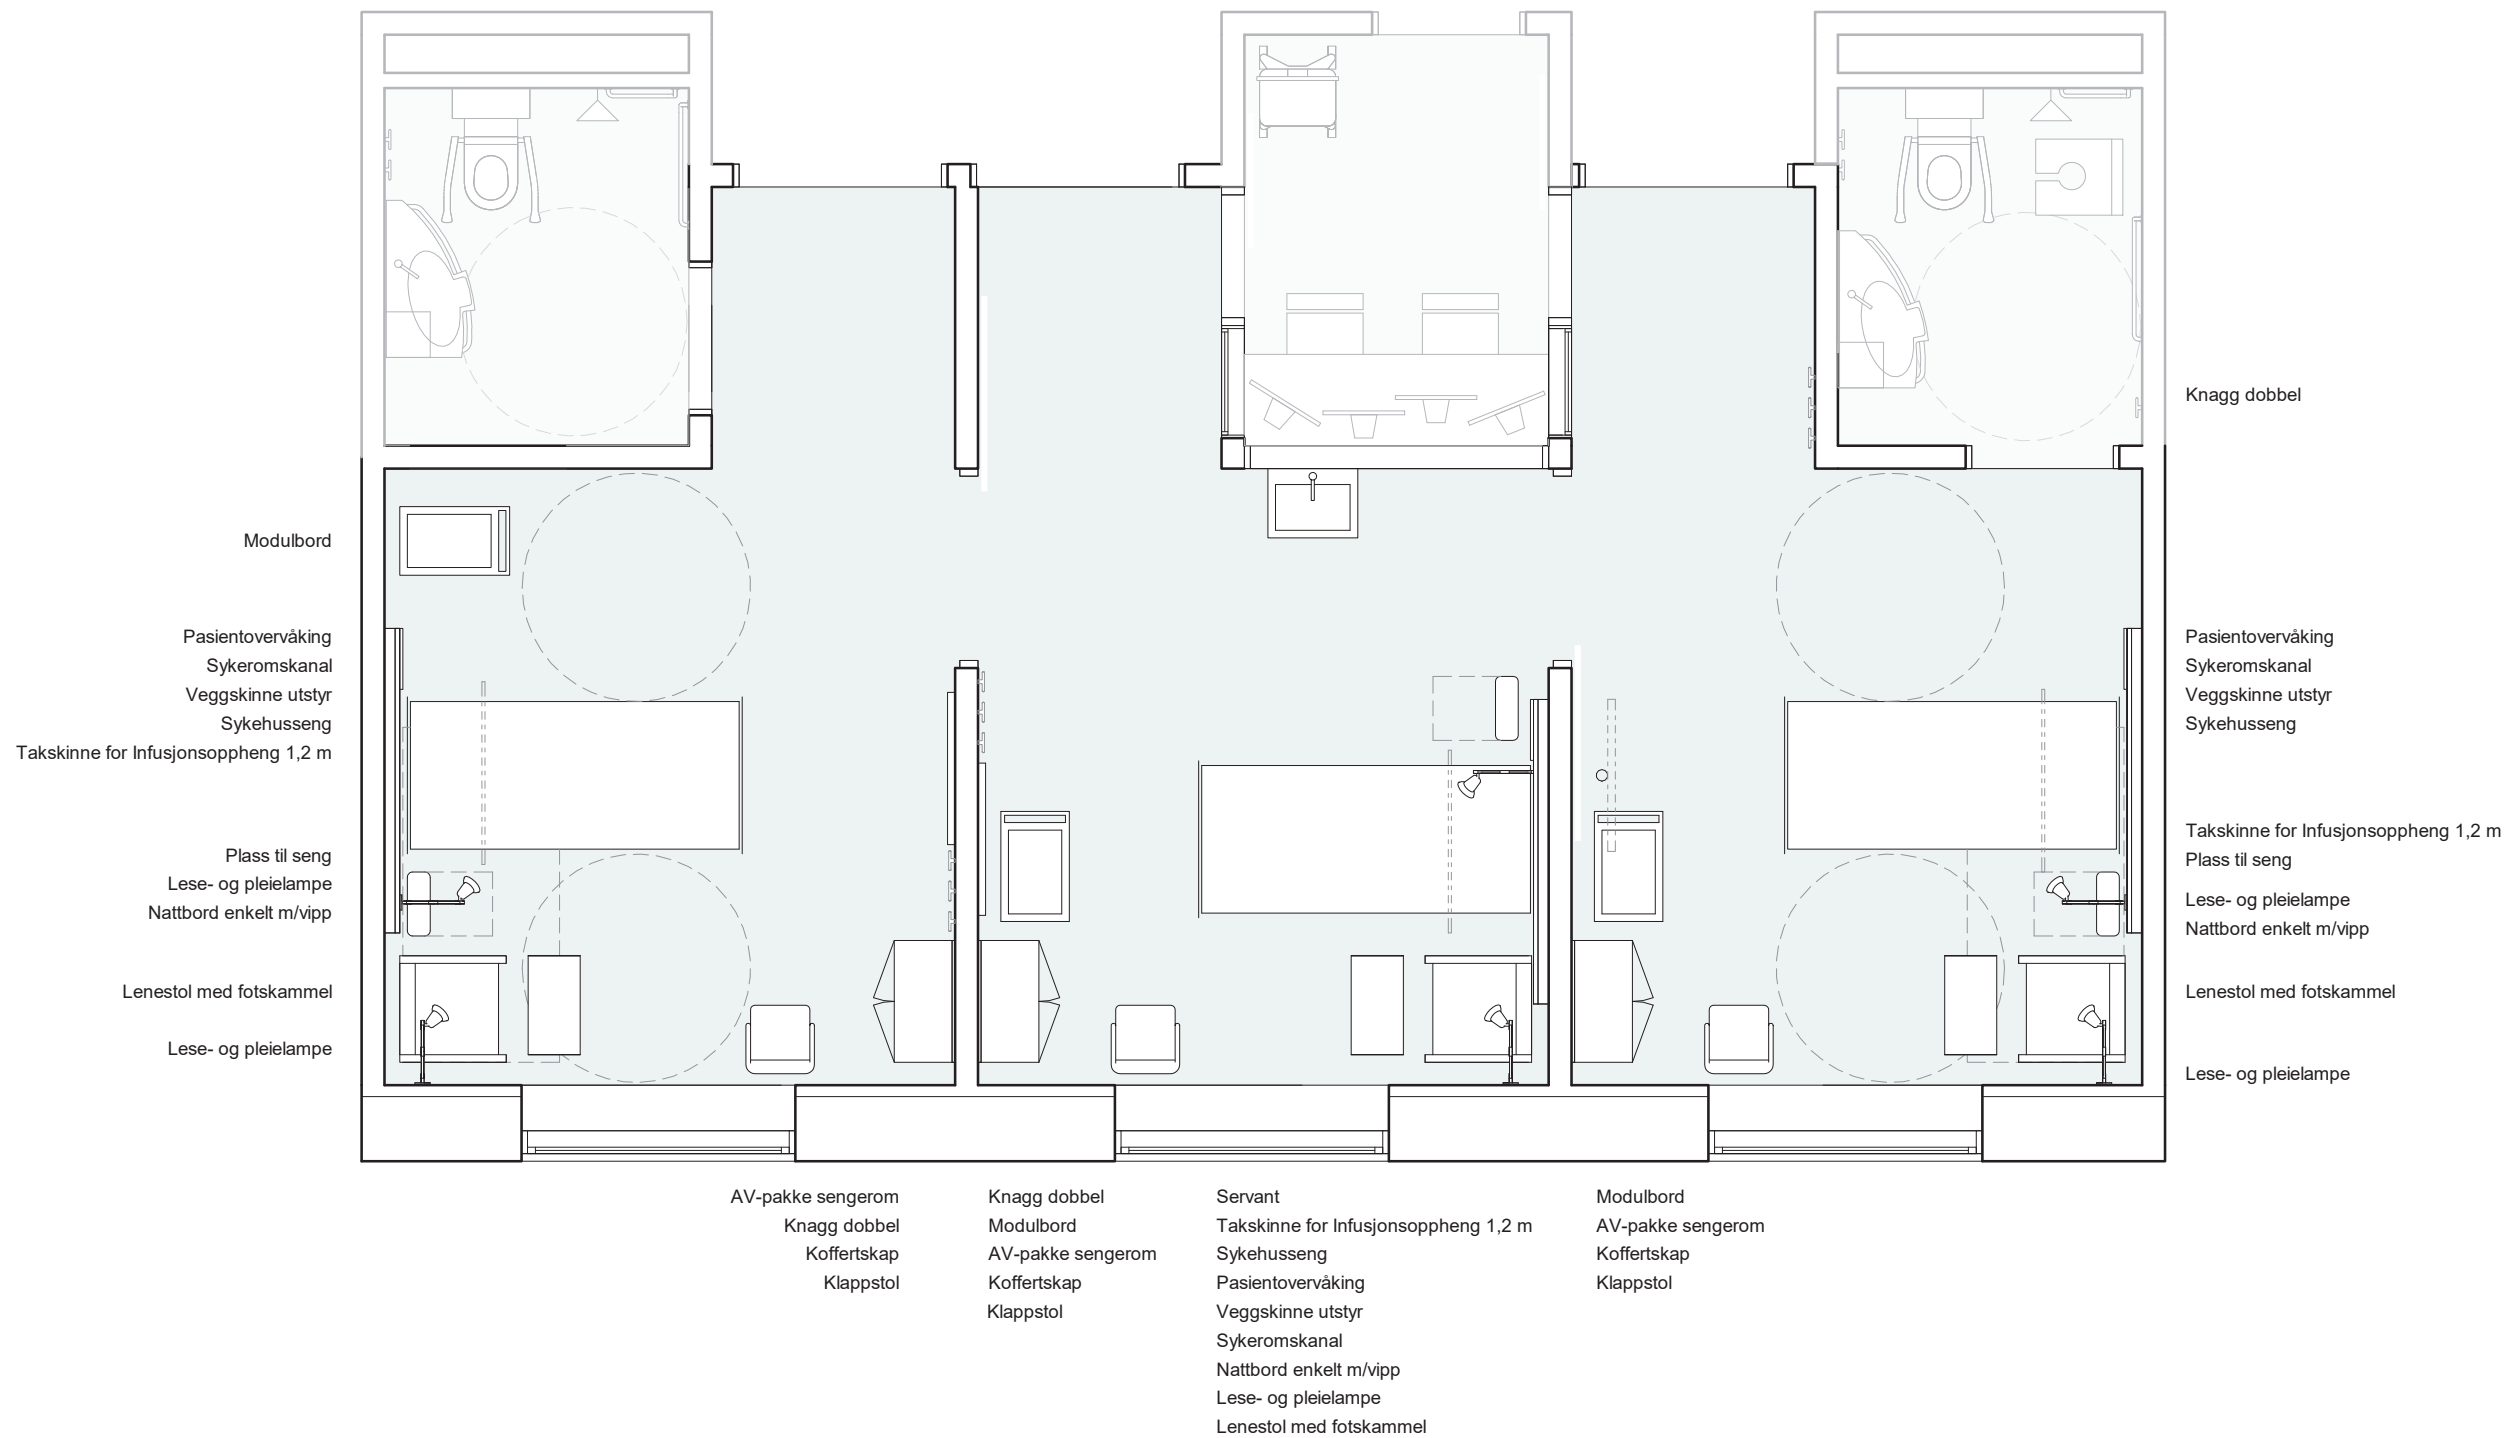 Knagg dobbel
Modulbord
Pasientovervåking
Sykeromskanal
Veggskinne utstyr
Sykehusseng
Takskinne for Infusjonsoppheng 1,2 m
Plass til seng
Lese- og pleielampe
Nattbord enkelt m/vipp
Lenestol med fotskammel
Lese- og pleielampe
Pasientovervåking
Sykeromskanal
Veggskinne utstyr
Sykehusseng
Takskinne for Infusjonsoppheng 1,2 m
Plass til seng
Lese- og pleielampe
Nattbord enkelt m/vipp
Lenestol med fotskammel
Lese- og pleielampe
AV-pakke sengerom
Knagg dobbel
Koffertskap
Klappstol
Knagg dobbel
Modulbord
AV-pakke sengerom
Koffertskap
Klappstol
Servant
Takskinne for Infusjonsoppheng 1,2 m
Sykehusseng
Pasientovervåking
Veggskinne utstyr
Sykeromskanal
Nattbord enkelt m/vipp
Lese- og pleielampe
Lenestol med fotskammel
Modulbord
AV-pakke sengerom
Koffertskap
Klappstol